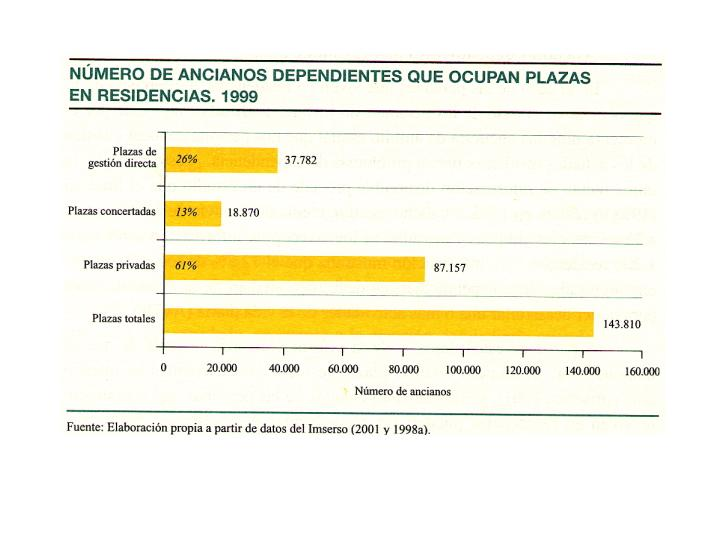 NÚMERO DE ANCIANOS DEPENDIENTES QUE OCUPAN PLAZAS
EN RESIDENCIAS. 1999
Plazas de
gestión directa
26%
37.782
Plazas concertadas
13%
18.870
Plazas privadas
61%
87.157
Plazas totales
143.810
0
20.000
40.000
60.000
80.000
100.000
120.000
140.000
160.000
Número de ancianos
Fuente: Elaboración propia a partir de datos del Imserso (2001 y 1998a).